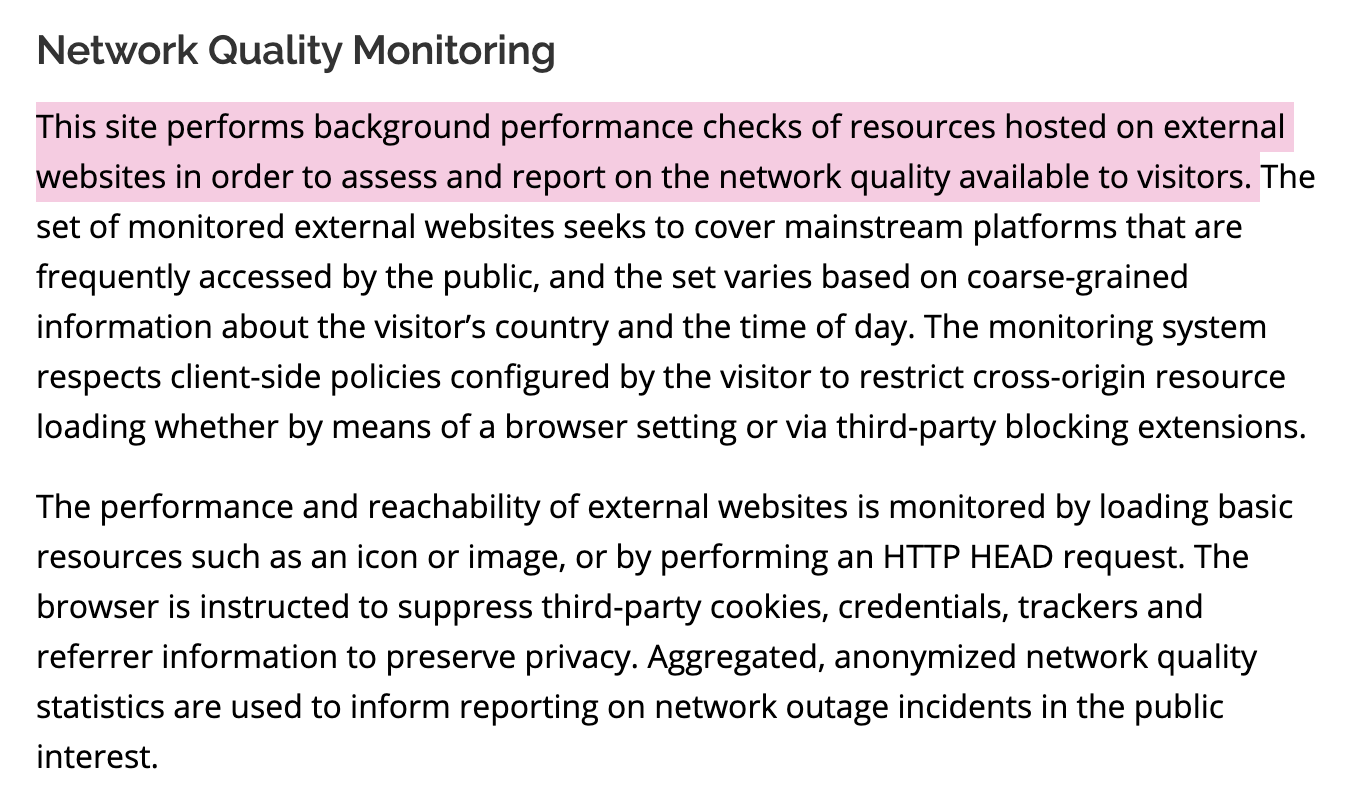 Network Quality Monitoring
This site performs background performance checks of resources hosted on external
websites in order to assess and report on the network quality available to visitors. The
set of monitored external websites seeks to cover mainstream platforms that are
frequently accessed by the public, and the set varies based on coarse-grained
information about the visitor’s country and the time of day. The monitoring system
respects client-side policies configured by the visitor to restrict cross-origin resource
loading whether by means of a browser setting or via third-party blocking extensions.
The performance and reachability of external websites is monitored by loading basic
resources such as an icon or image, or by performing an HTTP HEAD request. The
browser is instructed to suppress third-party cookies, credentials, trackers and
referrer information to preserve privacy. Aggregated, anonymized network quality
statistics are used to inform reporting on network outage incidents in the public
interest.